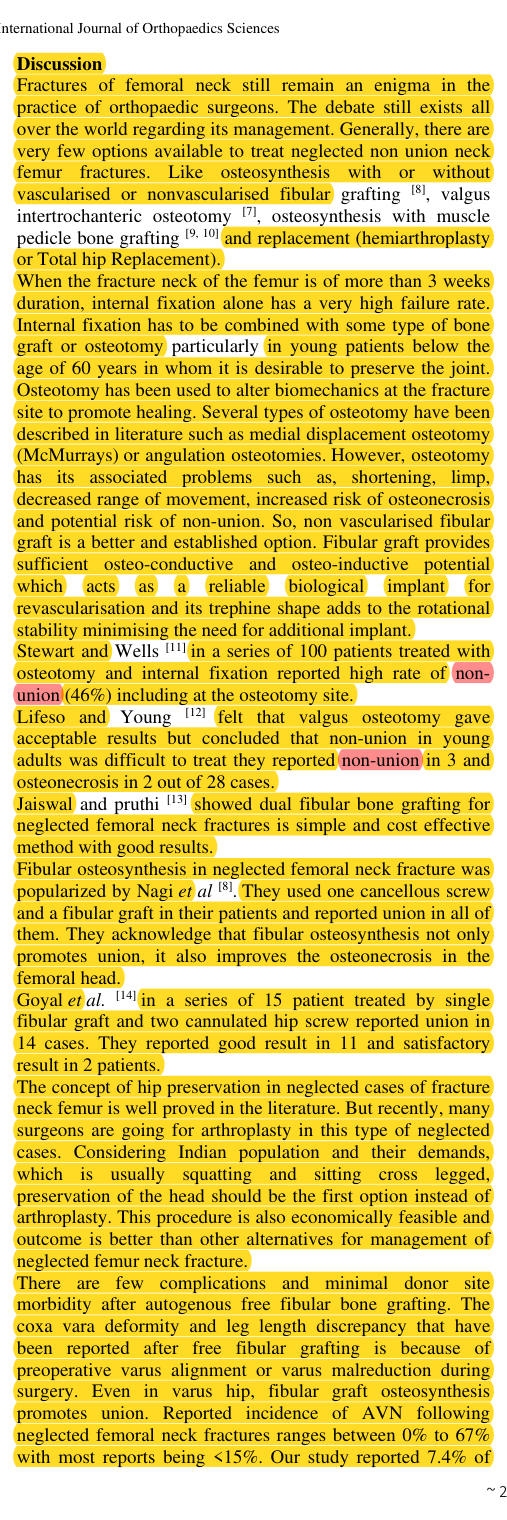 International Journal of Orthopaedics Sciences
Discussion
Fractures of femoral neck still remain an enigma in the
practice of orthopaedic surgeons. The debate still exists all
over the world regarding its management. Generally, there are
very few options available to treat neglected non union neck
femur fractures. Like osteosynthesis with or without
vascularised or nonvascularised fibular grafting [8], valgus
intertrochanteric osteotomy [7], osteosynthesis with muscle
pedicle bone grafting [9, 10] and replacement (hemiarthroplasty
or Total hip Replacement).
When the fracture neck of the femur is of more than 3 weeks
duration, internal fixation alone has a very high failure rate.
Internal fixation has to be combined with some type of bone
graft or osteotomy particularly in young patients below the
age of 60 years in whom it is desirable to preserve the joint.
Osteotomy has been used to alter biomechanics at the fracture
site to promote healing. Several types of osteotomy have been
described in literature such as medial displacement osteotomy
(McMurrays) or angulation osteotomies. However, osteotomy
has its associated problems such as, shortening, limp,
decreased range of movement, increased risk of osteonecrosis
and potential risk of non-union. So, non vascularised fibular
graft is a better and established option. Fibular graft provides
sufficient osteo-conductive and osteo-inductive potential
which acts as a reliable biological implant for
revascularisation and its trephine shape adds to the rotational
stability minimising the need for additional implant.
Stewart and Wells [11] in a series of 100 patients treated with
osteotomy and internal fixation reported high rate of non-
union (46%) including at the osteotomy site.
Lifeso and Young [12] felt that valgus osteotomy gave
acceptable results but concluded that non-union in young
adults was difficult to treat they reported non-union in 3 and
osteonecrosis in 2 out of 28 cases.
Jaiswal and pruthi [13] showed dual fibular bone grafting for
neglected femoral neck fractures is simple and cost effective
method with good results.
Fibular osteosynthesis in neglected femoral neck fracture was
popularized by Nagi et al [8]. They used one cancellous screw
and a fibular graft in their patients and reported union in all of
them. They acknowledge that fibular osteosynthesis not only
promotes union, it also improves the osteonecrosis in the
femoral head.
Goyal et al. [14] in a series of 15 patient treated by single
fibular graft and two cannulated hip screw reported union in
14 cases. They reported good result in 11 and satisfactory
result in 2 patients.
The concept of hip preservation in neglected cases of fracture
neck femur is well proved in the literature. But recently, many
surgeons are going for arthroplasty in this type of neglected
cases. Considering Indian population and their demands,
which is usually squatting and sitting cross legged,
preservation of the head should be the first option instead of
arthroplasty. This procedure is also economically feasible and
outcome is better than other alternatives for management of
neglected femur neck fracture.
There are few complications and minimal donor site
morbidity after autogenous free fibular bone grafting. The
coxa vara deformity and leg length discrepancy that have
been reported after free fibular grafting is because of
preoperative varus alignment or varus malreduction during
surgery. Even in varus hip, fibular graft osteosynthesis
promotes union. Reported incidence of AVN following
neglected femoral neck fractures ranges between 0% to 67%
with most reports being <15%. Our study reported 7.4% of
~ 2